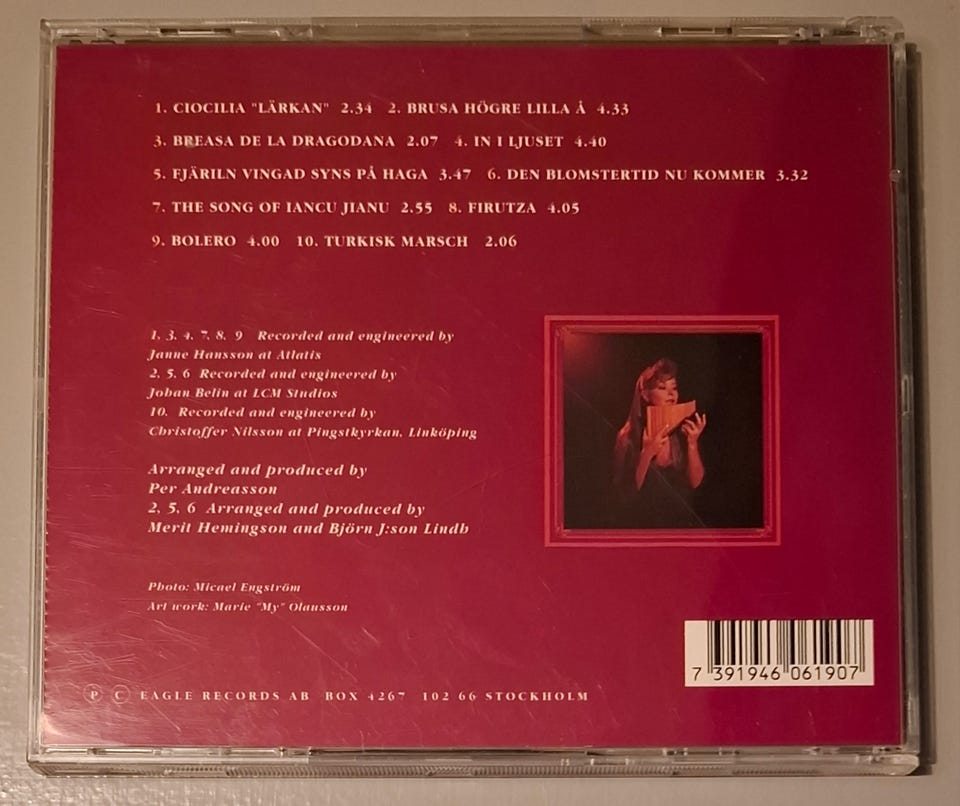 1. CIOCILIA "LÄRKAN" 2.34 2. BRUSA HÖGRE LILLA Å 4.33
3. BREASA DE LA DRAGODANA 2.07 4. IN I LJUSET 4.40
5. FJÄRILN VINGAD SYNS PÅ HAGA 3.47 6. DEN BLOMSTERTID NU KOMMER 3.32
7. THE SONG OF IANCU JIANU 2.55 8. FIRUTZA 4.05
9. BOLERO 4.00 10. TURKISK MARSCH 2.06
1, 3, 4, 7, 8, 9 Recorded and engineered by
Janne Hansson at Atlatis
2, 5, 6 Recorded and engineered by
Johan Belin at LCM Studios
10. Recorded and engineered by
Christoffer Nilsson at Pingstkyrkan, Linköping
Arranged and produced by
Per Andreasson
2, 5, 6 Arranged and produced by
Merit Hemingson and Björn J:son Lindh
Photo: Micael Engström
Art work: Marie "My" Olausson
Ⓟ Ⓒ EAGLE RECORDS AB BOX 4267 102 66 STOCKHOLM
7 391946 061907